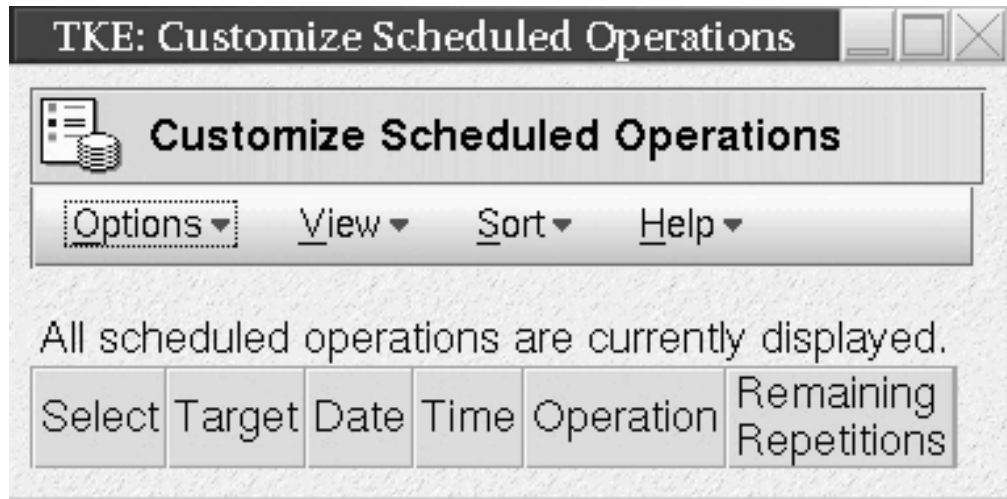 TKE: Customize Scheduled Operations
Customize Scheduled Operations
Options View Sort Help
All scheduled operations are currently displayed.
Select Target Date Time Operation Remaining Repetitions